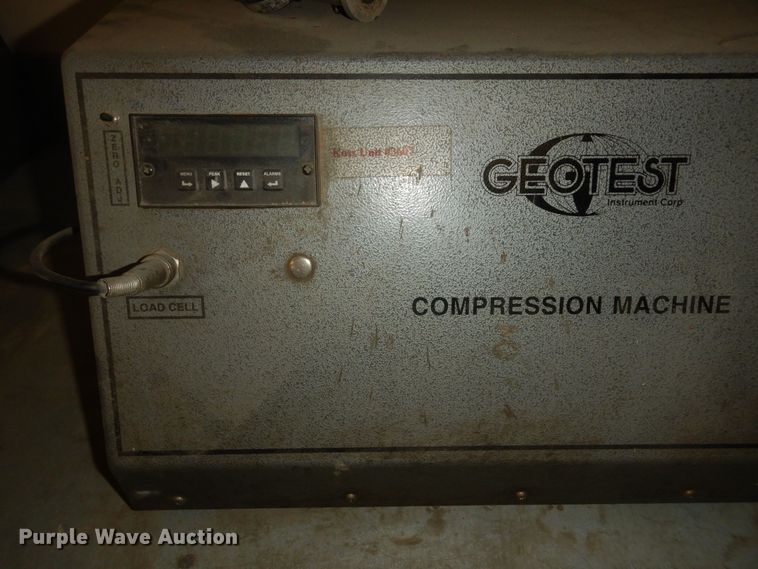 ZERO ADJ
MENU PEAK RESET ALARMS
GEOTEST
Instrument Corp
LOAD CELL
COMPRESSION MACHINE
Purple Wave Auction